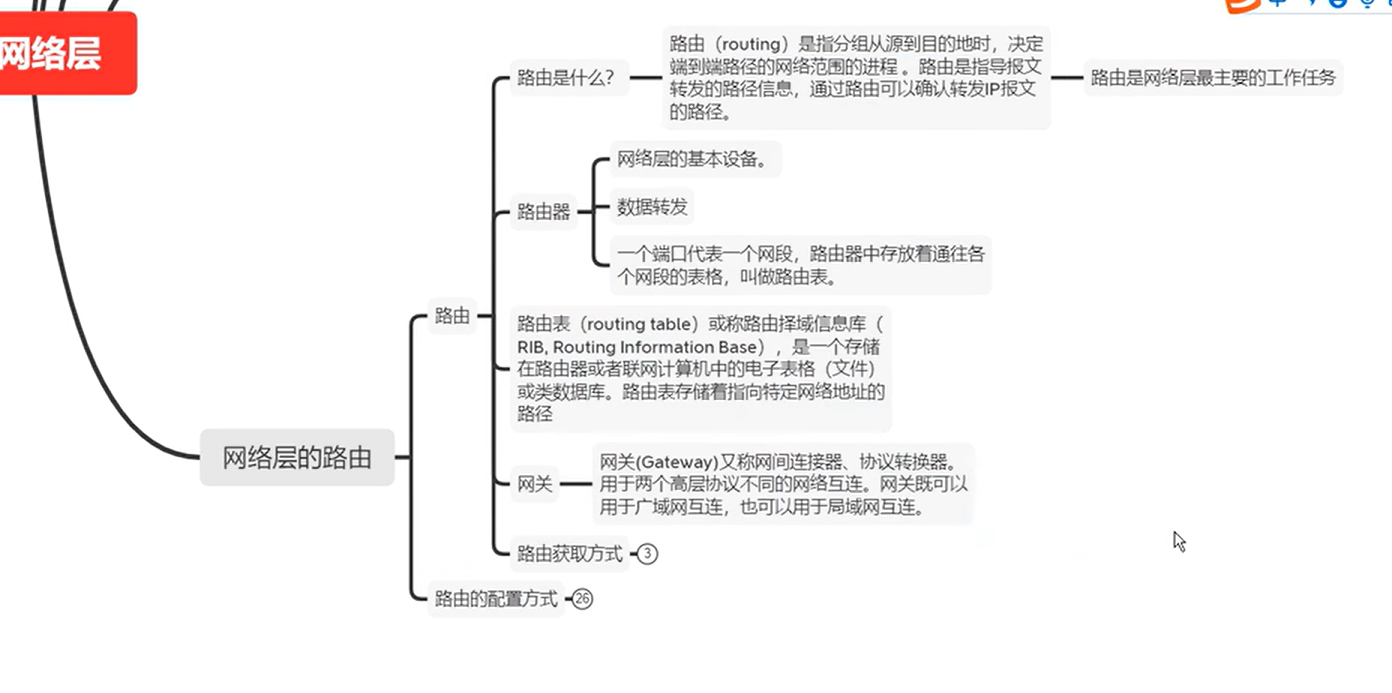 网络层
路由是什么？
路由（routing）是指分组从源到目的地时，决定
端到端路径的网络范围的进程 。路由是指导报文
转发的路径信息，通过路由可以确认转发IP报文
的路径。
路由是网络层最主要的工作任务
路由器
网络层的基本设备。
数据转发
一个端口代表一个网段，路由器中存放着通往各
个网段的表格，叫做路由表。
路由
路由表（routing table）或称路由择域信息库（
RIB, Routing Information Base），是一个存储
在路由器或者联网计算机中的电子表格（文件）
或类数据库。路由表存储着指向特定网络地址的
路径
网络层的路由
网关
网关(Gateway)又称网间连接器、协议转换器。
用于两个高层协议不同的网络互连。网关既可以
用于广域网互连，也可以用于局域网互连。
路由获取方式
3
路由的配置方式
26